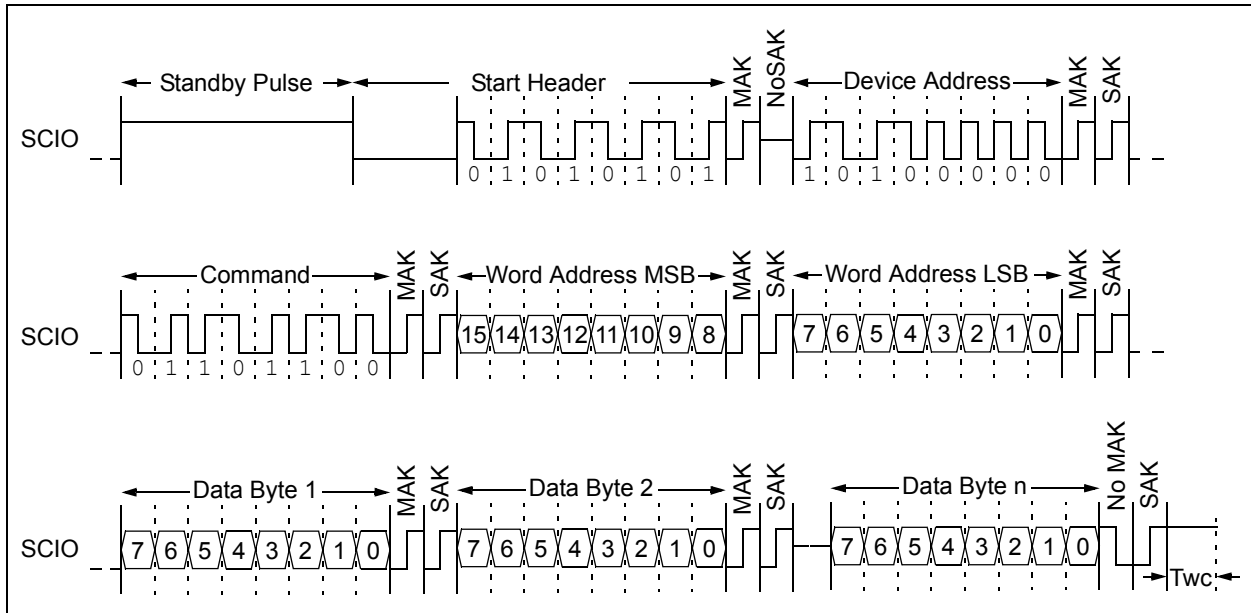 Standby Pulse
Start Header
MAK
NoSAK
Device Address
MAK
SAK
SCIO
0 1 0 1 0 1 0 1
1 0 1 0 0 0 0 0
Command
MAK
SAK
Word Address MSB
MAK
SAK
Word Address LSB
MAK
SAK
SCIO
0 1 1 0 1 1 0 0
15 14 13 12 11 10 9 8
7 6 5 4 3 2 1 0
Data Byte 1
MAK
SAK
Data Byte 2
MAK
SAK
Data Byte n
No MAK
SAK
SCIO
7 6 5 4 3 2 1 0
7 6 5 4 3 2 1 0
7 6 5 4 3 2 1 0
Twc